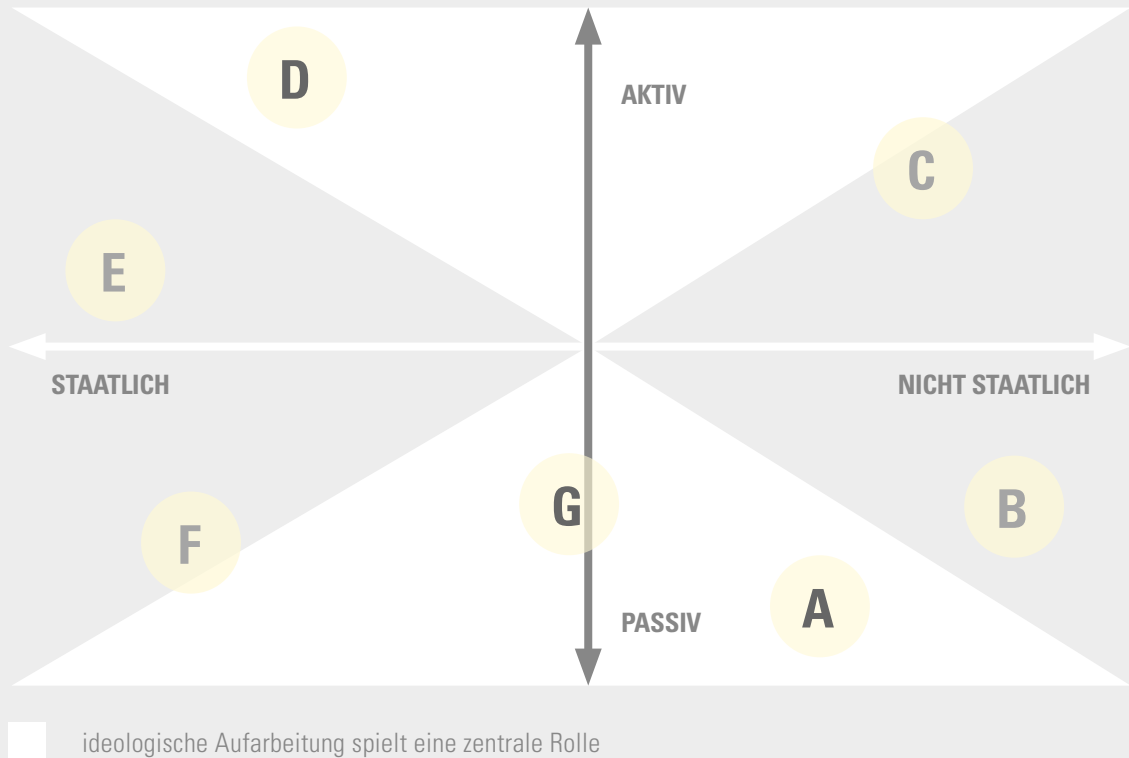 D
AKTIV
C
E
STAATLICH
NICHT STAATLICH
G
B
F
A
PASSIV
ideologische Aufarbeitung spielt eine zentrale Rolle